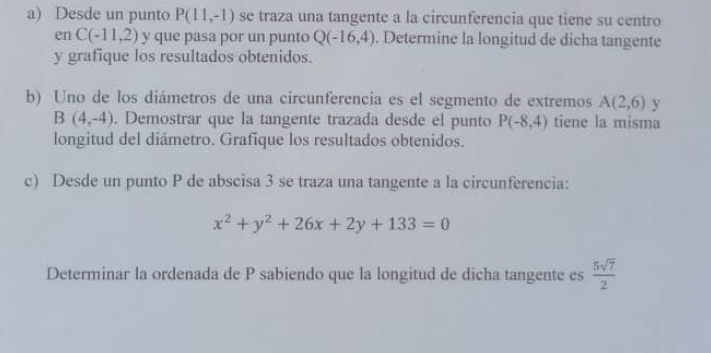 a) Desde un punto P(11,-1) se traza una tangente a la circunferencia que tiene su centro
en C(-11,2) y que pasa por un punto Q(-16,4). Determine la longitud de dicha tangente
y grafique los resultados obtenidos.
b) Uno de los diámetros de una circunferencia es el segmento de extremos A(2,6) y
B (4,-4). Demostrar que la tangente trazada desde el punto P(-8,4) tiene la misma
longitud del diámetro. Grafique los resultados obtenidos.
c) Desde un punto P de abscisa 3 se traza una tangente a la circunferencia:
x² + y² + 26x + 2y + 133 = 0
Determinar la ordenada de P sabiendo que la longitud de dicha tangente es 5√7/2